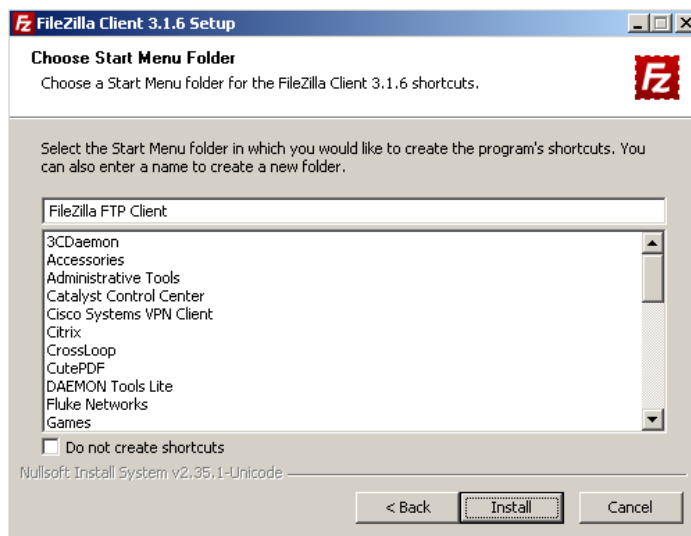 FileZilla Client 3.1.6 Setup
Choose Start Menu Folder
Choose a Start Menu folder for the FileZilla Client 3.1.6 shortcuts.
Fz
Select the Start Menu folder in which you would like to create the program's shortcuts. You
can also enter a name to create a new folder.
FileZilla FTP Client
3CDaemon
Accessories
Administrative Tools
Catalyst Control Center
Cisco Systems VPN Client
Citrix
CrossLoop
CutePDF
DAEMON Tools Lite
Fluke Networks
Games
Do not create shortcuts
Nullsoft Install System v2.35.1-Unicode
< Back
Install
Cancel